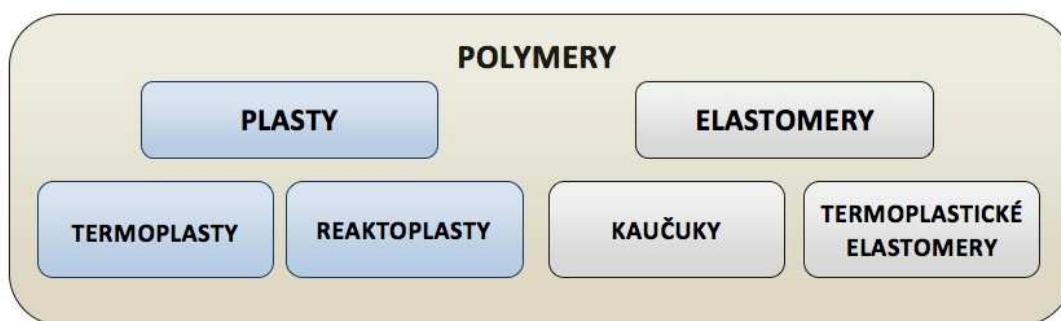 POLYMERY
PLASTY
ELASTOMERY
TERMOPLASTY
REAKTOPLASTY
KAUČUKY
TERMOPLASTICKÉ
ELASTOMERY